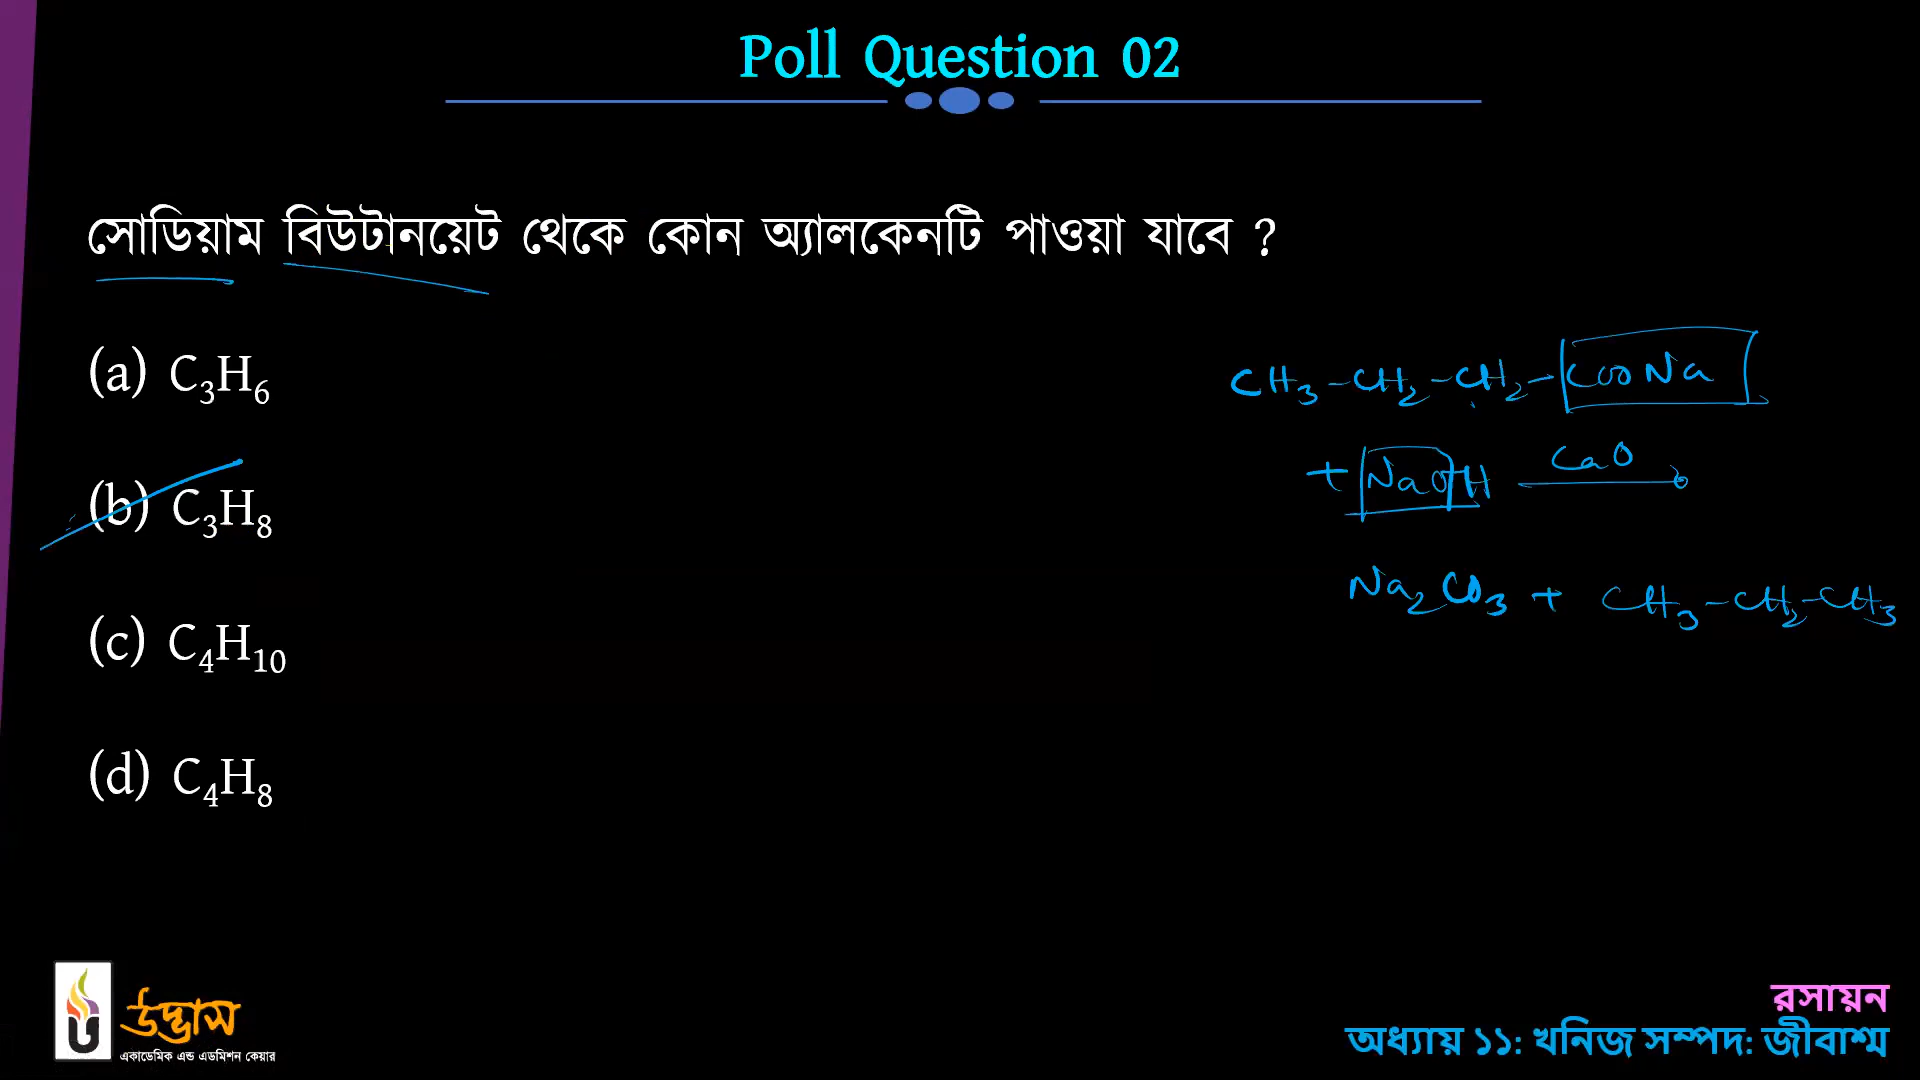 Poll Question 02
সোডিয়াম বিউটানয়েট থেকে কোন অ্যালকেনটি পাওয়া যাবে ?
(a) C₃H₆
(b) C₃H₈
(c) C₄H₁₀
(d) C₄H₈
CH₃-CH₂-CH₂-COONa
+ NaOH CaO
Na₂CO₃ + CH₃-CH₂-CH₃
উদ্ভাস
একাডেমিক এন্ড এডমিশন কেয়ার
রসায়ন
অধ্যায় ১১: খনিজ সম্পদ: জীবাশ্ম